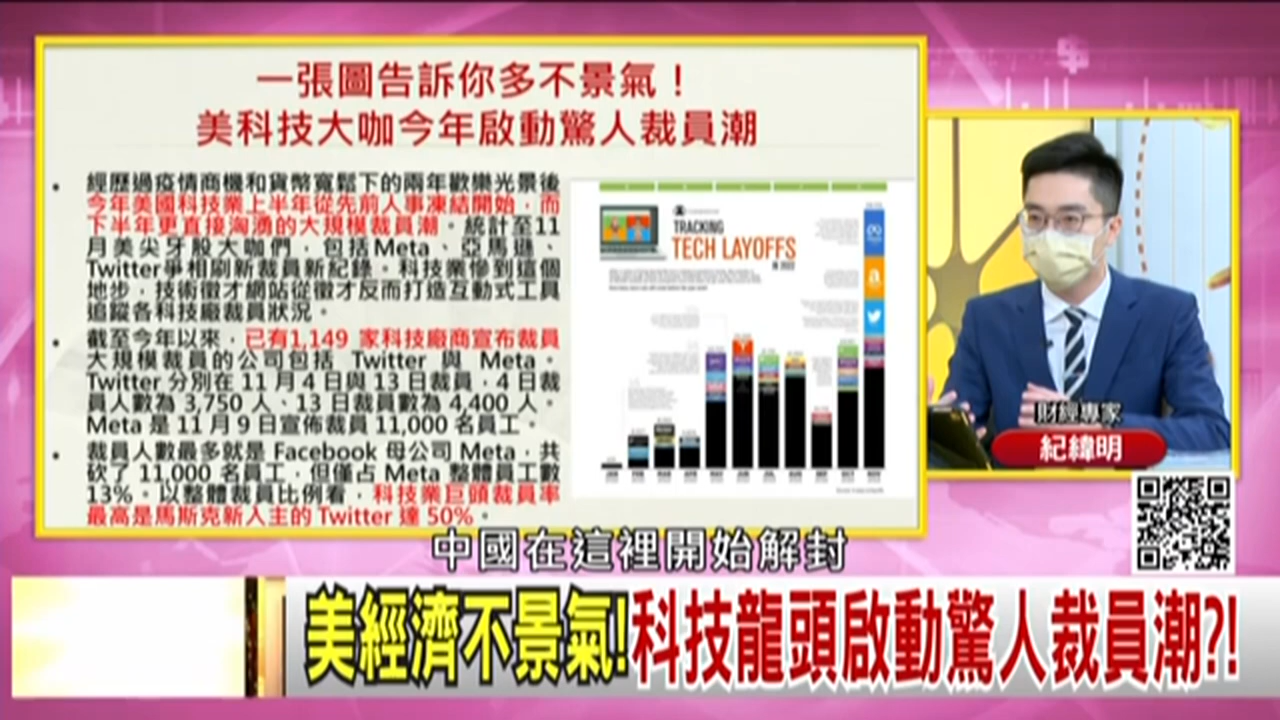 一張圖告訴你多不景氣！
美科技大咖今年啟動驚人裁員潮
• 經歷過疫情商機和貨幣寬鬆下的兩年歡樂光景後
今年美國科技業上半年從先前人事凍結開始，而
下半年更直接洶湧的大規模裁員潮。統計至11
月美尖牙股大咖們，包括Meta、亞馬遜、
Twitter爭相刷新裁員新紀錄。科技業慘到這個
地步，技術徵才網站從徵才反而打造互動式工具
追蹤各科技廠裁員狀況。
• 截至今年以來，已有1,149 家科技廠商宣布裁員
大規模裁員的公司包括 Twitter 與 Meta。
Twitter 分別在 11 月 4 日與 13 日裁員，4 日裁
員人數為 3,750 人、13 日裁員數為 4,400 人。
Meta 是 11 月 9 日宣佈裁員 11,000 名員工。
• 裁員人數最多就是 Facebook 母公司 Meta，共
砍了 11,000 名員工，但僅占 Meta 整體員工數
13%。以整體裁員比例看，科技業巨頭裁員率
最高是馬斯克新入主的 Twitter 達 50%。
TRACKING
TECH LAYOFFS
IN 2022
JAN FEB MAR APR MAY JUN JUL AUG SEP OCT NOV
財經專家
紀緯明
中國在這裡開始解封
美經濟不景氣!科技龍頭啟動驚人裁員潮?!